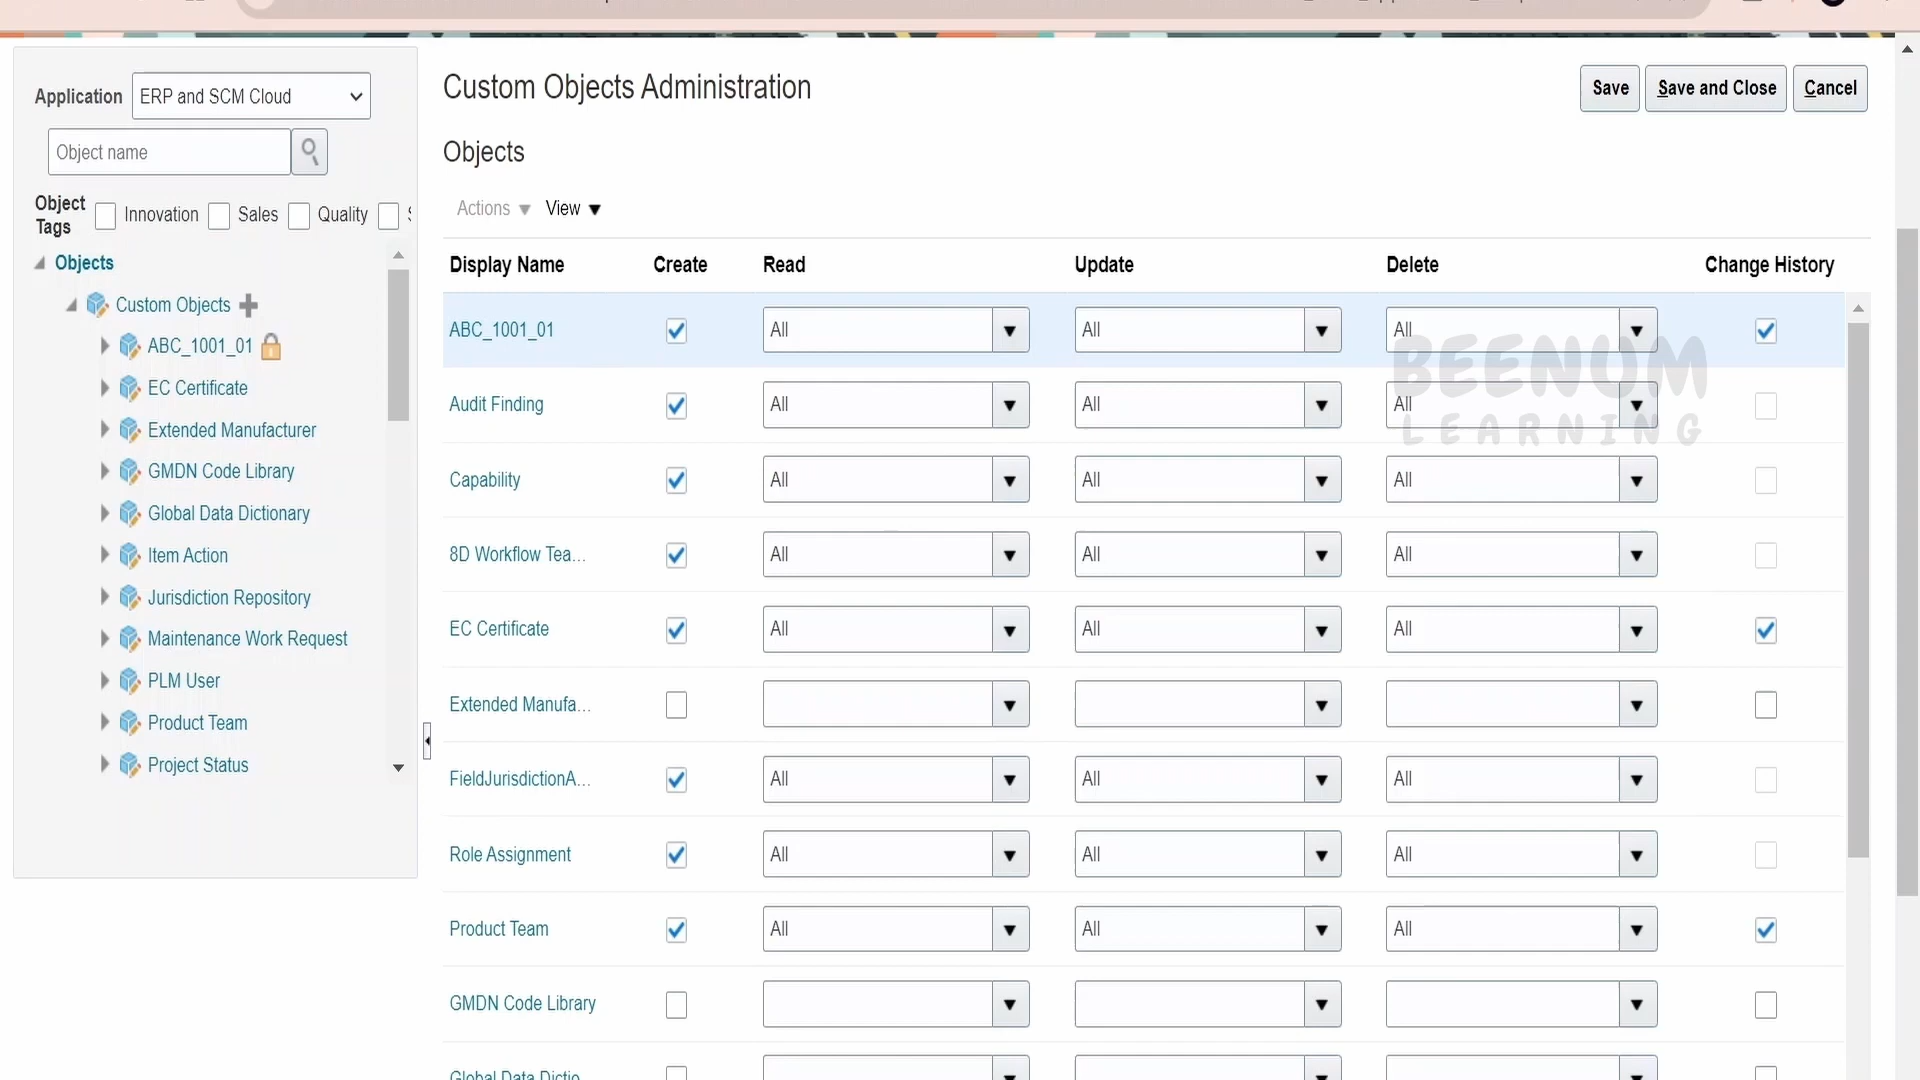 Application ERP and SCM Cloud
Object name
Object Tags Innovation Sales Quality
Objects
Custom Objects
ABC_1001_01
EC Certificate
Extended Manufacturer
GMDN Code Library
Global Data Dictionary
Item Action
Jurisdiction Repository
Maintenance Work Request
PLM User
Product Team
Project Status
Custom Objects Administration
Save Save and Close Cancel
Objects
Actions View
Display Name Create Read Update Delete Change History
ABC_1001_01 All All All
Audit Finding All All All
Capability All All All
8D Workflow Tea... All All All
EC Certificate All All All
Extended Manufa...
FieldJurisdictionA... All All All
Role Assignment All All All
Product Team All All All
GMDN Code Library
Global Data Dictio
BEENUM
LEARNING